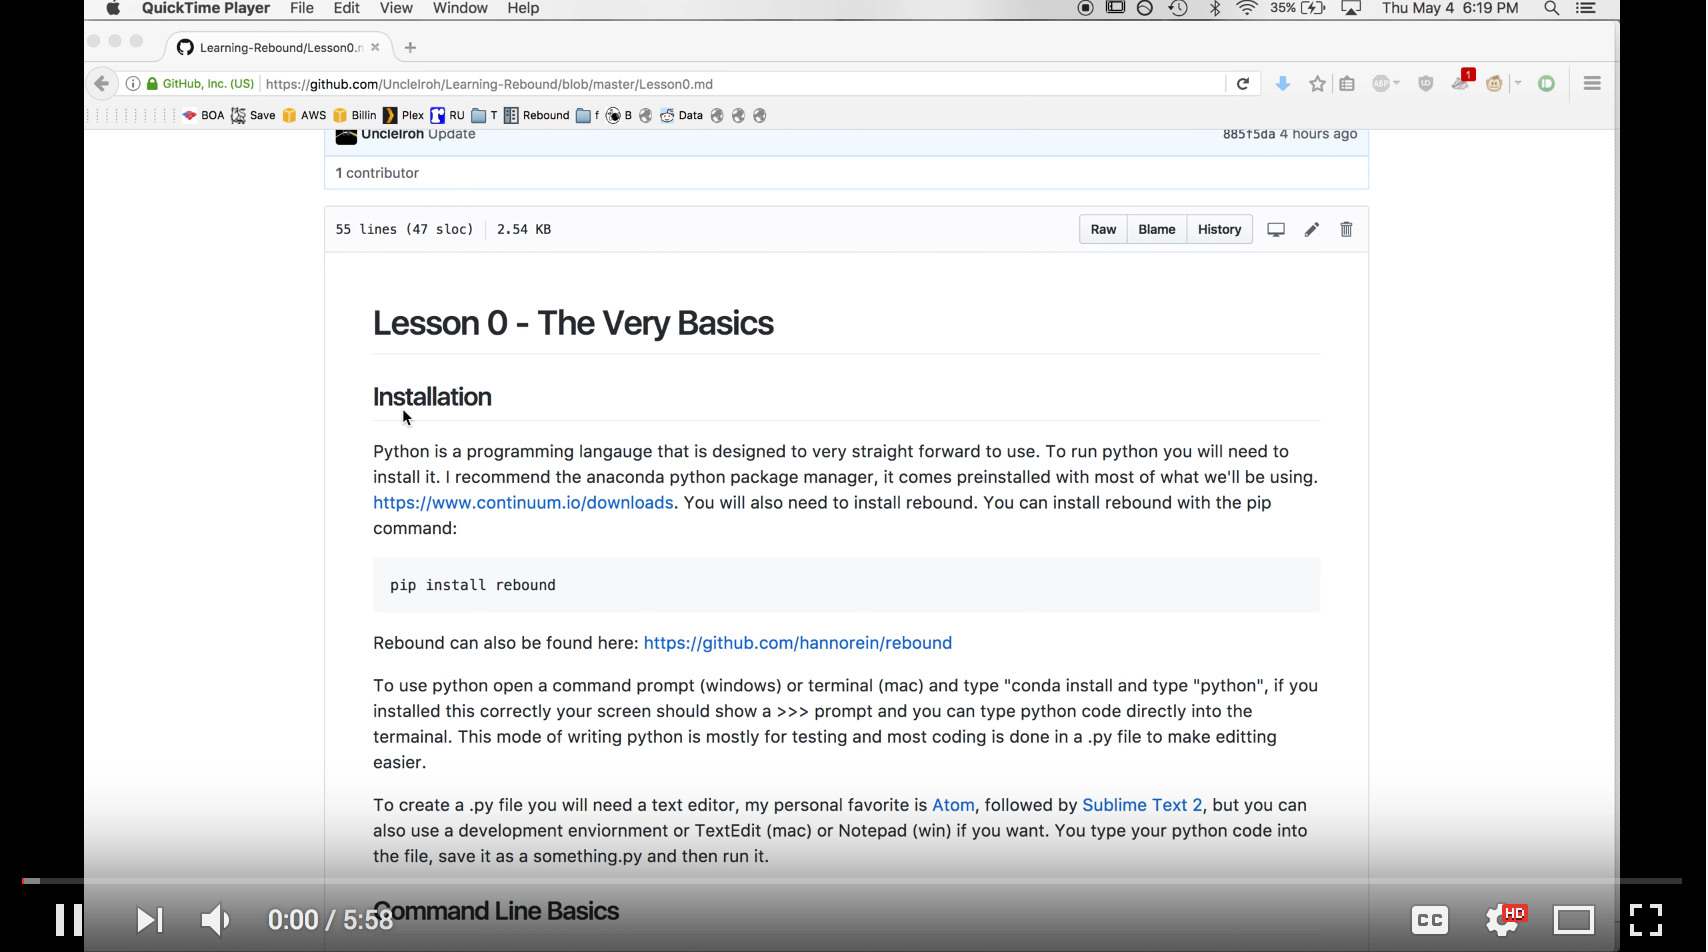 QuickTime Player File Edit View Window Help 35% Thu May 4 6:19 PM
Learning-Rebound/Lesson0.m
GitHub, Inc. (US) https://github.com/UncleIroh/Learning-Rebound/blob/master/Lesson0.md ABP 1
BOA Save AWS Billin Plex RU T Rebound f B Data
UncleIroh Update 885f5da 4 hours ago
1 contributor
55 lines (47 sloc) 2.54 KB Raw Blame History
Lesson 0 - The Very Basics
Installation
Python is a programming langauge that is designed to very straight forward to use. To run python you will need to
install it. I recommend the anaconda python package manager, it comes preinstalled with most of what we'll be using.
https://www.continuum.io/downloads. You will also need to install rebound. You can install rebound with the pip
command:
pip install rebound
Rebound can also be found here: https://github.com/hannorein/rebound
To use python open a command prompt (windows) or terminal (mac) and type "conda install and type "python", if you
installed this correctly your screen should show a >>> prompt and you can type python code directly into the
termainal. This mode of writing python is mostly for testing and most coding is done in a .py file to make editting
easier.
To create a .py file you will need a text editor, my personal favorite is Atom, followed by Sublime Text 2, but you can
also use a development enviornment or TextEdit (mac) or Notepad (win) if you want. You type your python code into
the file, save it as a something.py and then run it.
Command Line Basics
0:00 / 5:58 CC HD